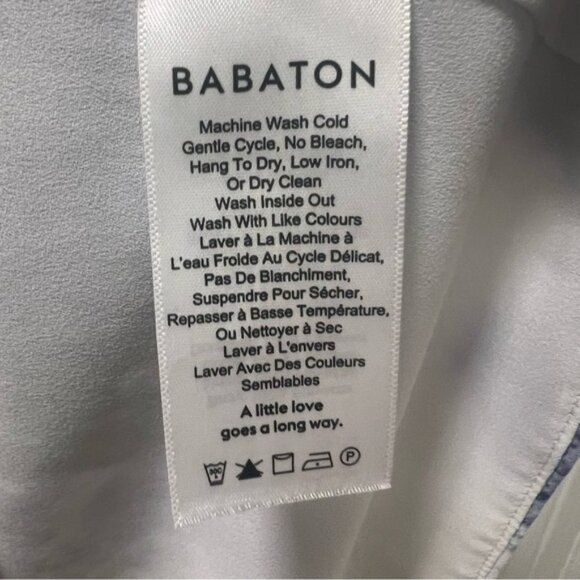 BABATON
Machine Wash Cold
Gentle Cycle, No Bleach,
Hang To Dry, Low Iron,
Or Dry Clean
Wash Inside Out
Wash With Like Colours
Laver à La Machine à
L'eau Froide Au Cycle Délicat,
Pas De Blanchiment,
Suspendre Pour Sécher,
Repasser à Basse Température,
Ou Nettoyer à Sec
Laver à L'envers
Laver Avec Des Couleurs
Semblables
A little love
goes a long way.
30C P